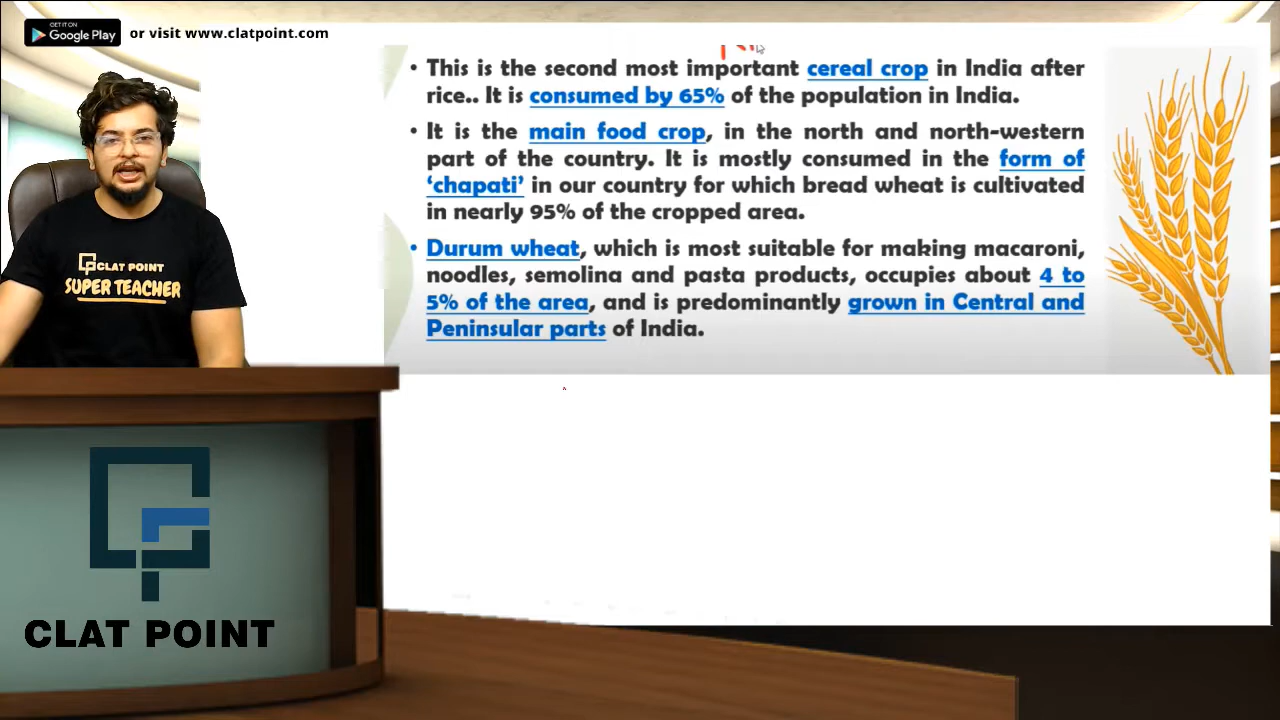 GET IT ON
Google Play
or visit www.clatpoint.com
• This is the second most important cereal crop in India after
rice.. It is consumed by 65% of the population in India.
• It is the main food crop, in the north and north-western
part of the country. It is mostly consumed in the form of
‘chapati’ in our country for which bread wheat is cultivated
in nearly 95% of the cropped area.
• Durum wheat, which is most suitable for making macaroni,
noodles, semolina and pasta products, occupies about 4 to
5% of the area, and is predominantly grown in Central and
Peninsular parts of India.
CLAT POINT
SUPER TEACHER
CLAT POINT